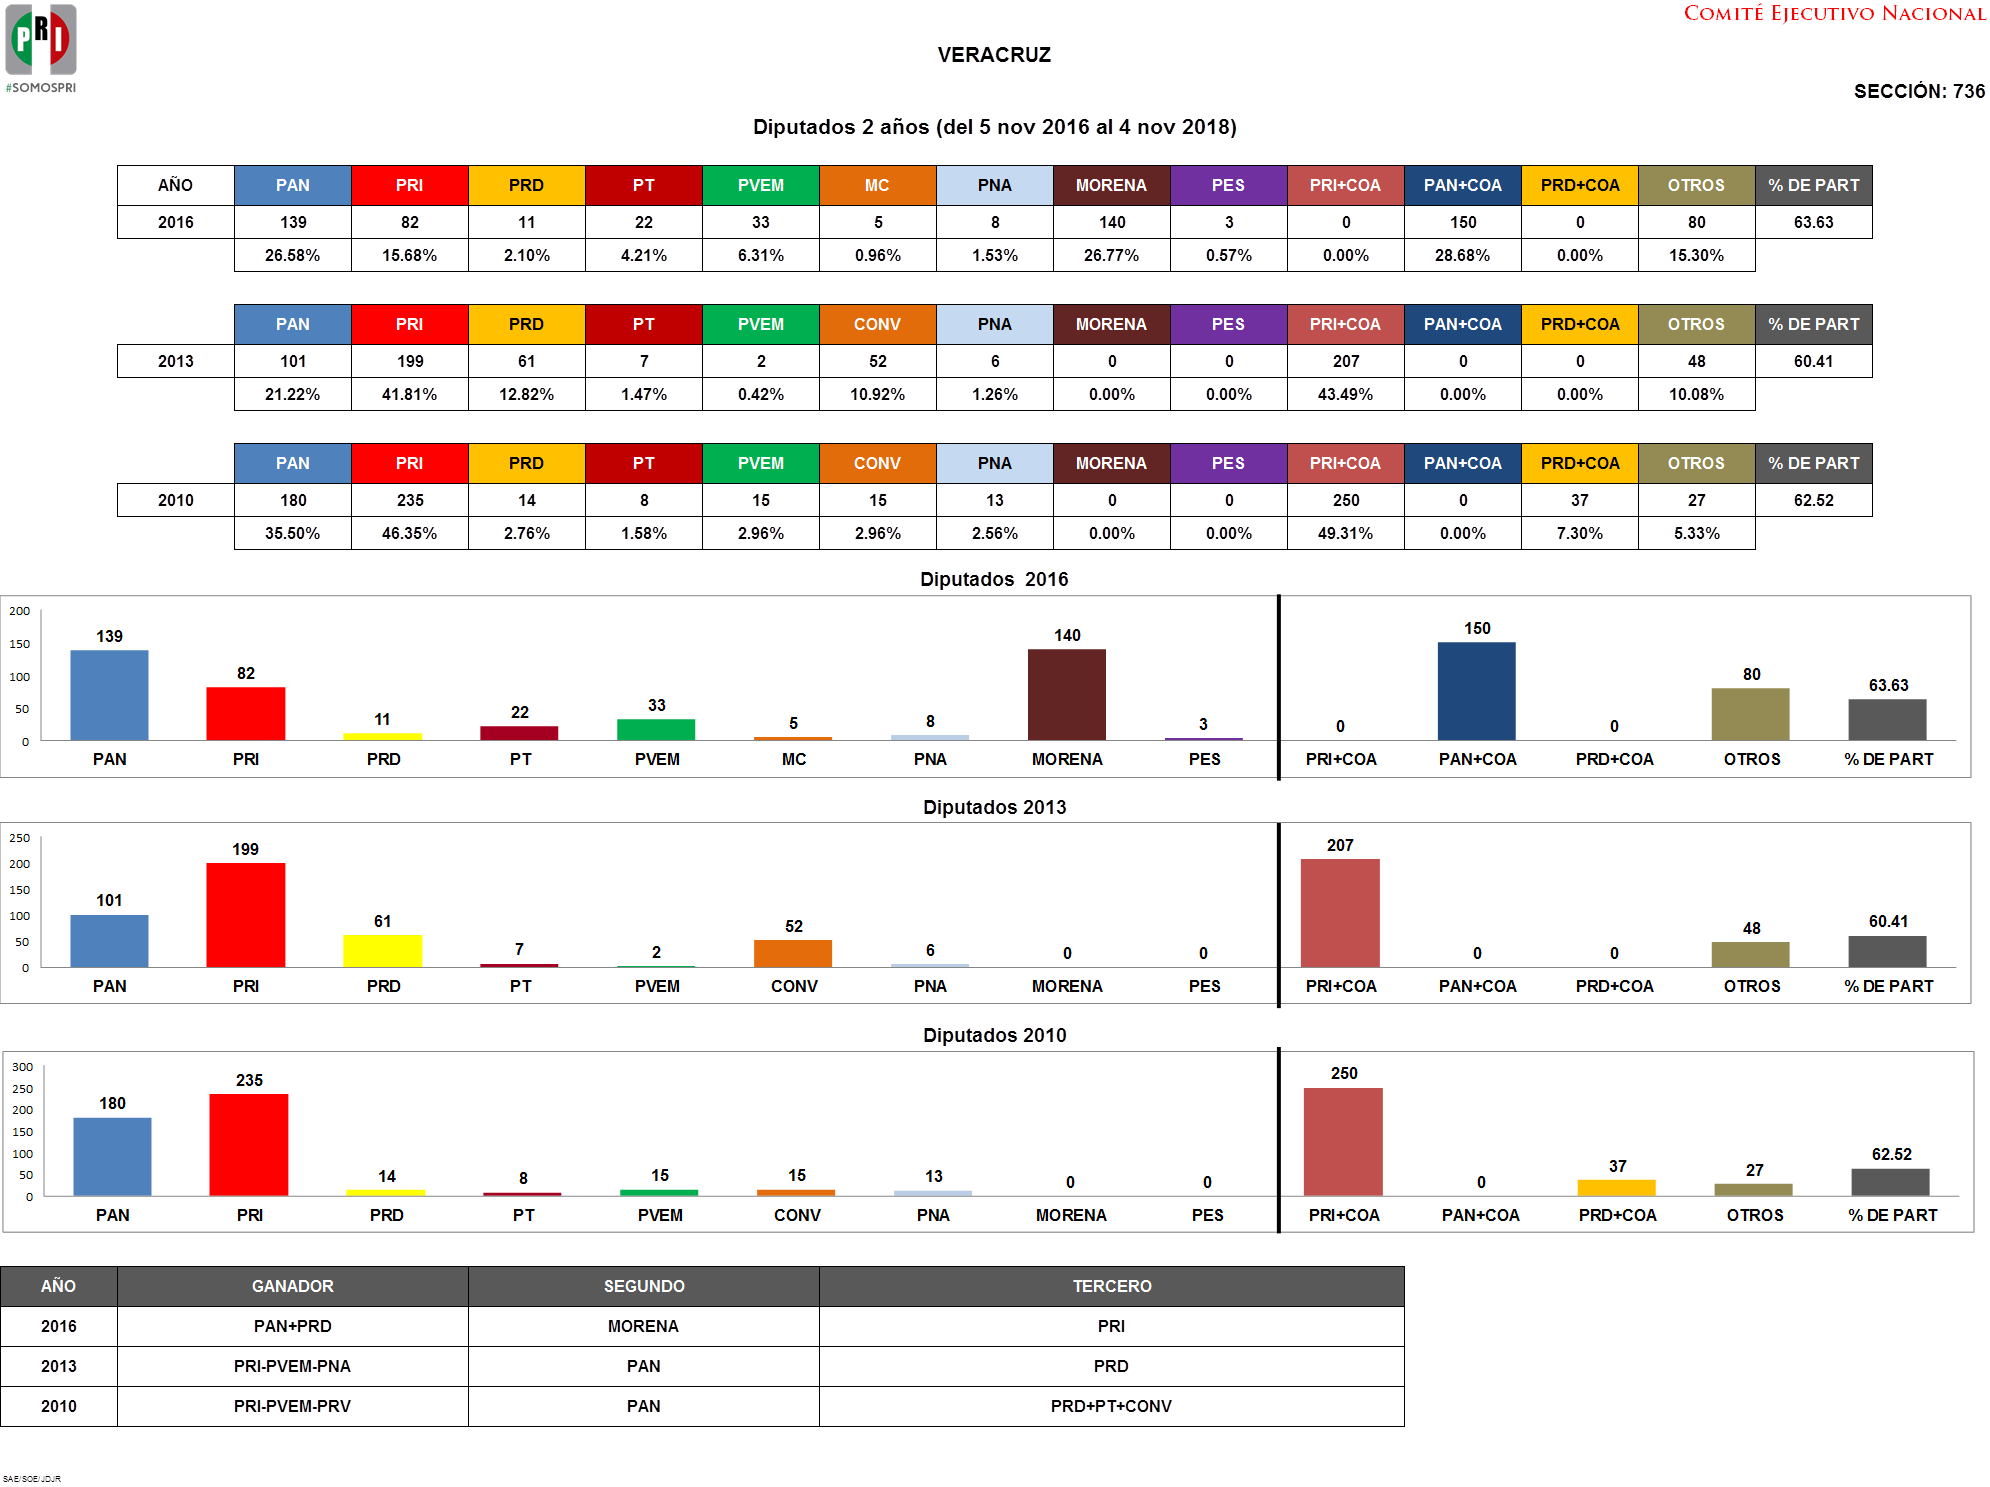 PRI
#SOMOSPRI
COMITÉ EJECUTIVO NACIONAL
VERACRUZ
SECCIÓN: 736
Diputados 2 años (del 5 nov 2016 al 4 nov 2018)
AÑO PAN PRI PRD PT PVEM MC PNA MORENA PES PRI+COA PAN+COA PRD+COA OTROS % DE PART
2016 139 82 11 22 33 5 8 140 3 0 150 0 80 63.63
26.58% 15.68% 2.10% 4.21% 6.31% 0.96% 1.53% 26.77% 0.57% 0.00% 28.68% 0.00% 15.30%
PAN PRI PRD PT PVEM CONV PNA MORENA PES PRI+COA PAN+COA PRD+COA OTROS % DE PART
2013 101 199 61 7 2 52 6 0 0 207 0 0 48 60.41
21.22% 41.81% 12.82% 1.47% 0.42% 10.92% 1.26% 0.00% 0.00% 43.49% 0.00% 0.00% 10.08%
PAN PRI PRD PT PVEM CONV PNA MORENA PES PRI+COA PAN+COA PRD+COA OTROS % DE PART
2010 180 235 14 8 15 15 13 0 0 250 0 37 27 62.52
35.50% 46.35% 2.76% 1.58% 2.96% 2.96% 2.56% 0.00% 0.00% 49.31% 0.00% 7.30% 5.33%
Diputados 2016
200
150
100
50
0
139 82 11 22 33 5 8 140 3 0 150 0 80 63.63
PAN PRI PRD PT PVEM MC PNA MORENA PES PRI+COA PAN+COA PRD+COA OTROS % DE PART
Diputados 2013
250
200
150
100
50
0
101 199 61 7 2 52 6 0 0 207 0 0 48 60.41
PAN PRI PRD PT PVEM CONV PNA MORENA PES PRI+COA PAN+COA PRD+COA OTROS % DE PART
Diputados 2010
300
250
200
150
100
50
0
180 235 14 8 15 15 13 0 0 250 0 37 27 62.52
PAN PRI PRD PT PVEM CONV PNA MORENA PES PRI+COA PAN+COA PRD+COA OTROS % DE PART
AÑO GANADOR SEGUNDO TERCERO
2016 PAN+PRD MORENA PRI
2013 PRI-PVEM-PNA PAN PRD
2010 PRI-PVEM-PRV PAN PRD+PT+CONV
SAE/SOE/JDJR